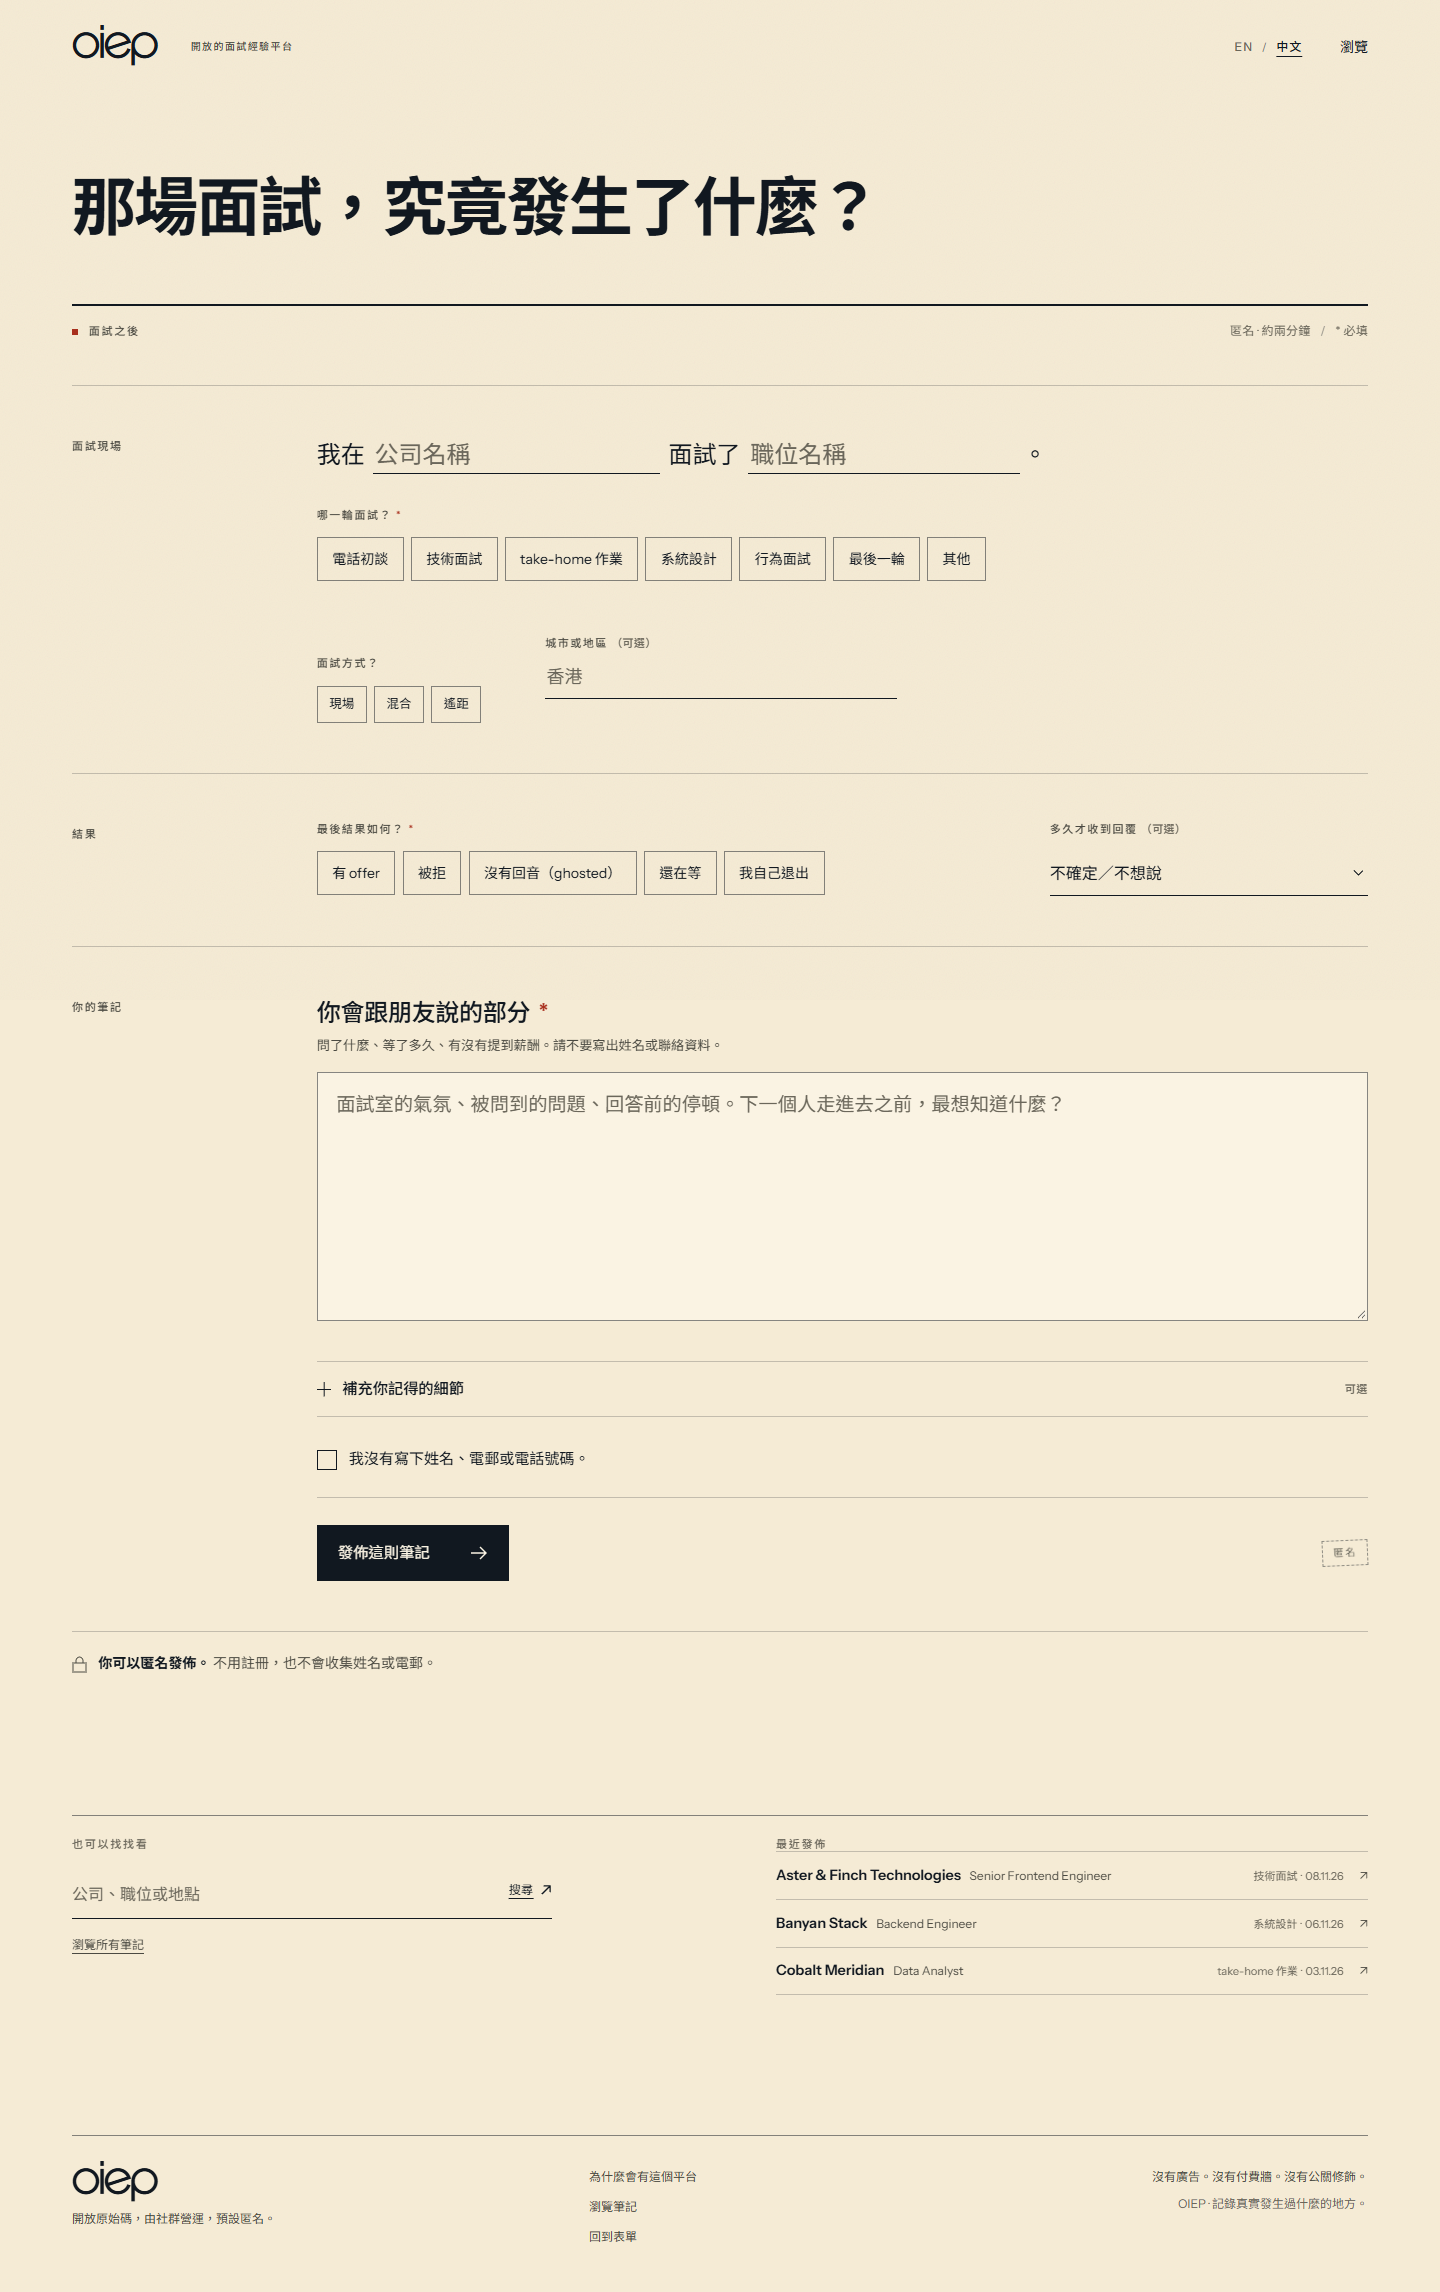 oiep 開放的面試經驗平台
EN / 中文 瀏覽
那場面試，究竟發生了什麼？
面試之後
匿名 · 約兩分鐘 / * 必填
面試現場
我在 公司名稱 面試了 職位名稱 。
哪一輪面試？ *
電話初談 技術面試 take-home 作業 系統設計 行為面試 最後一輪 其他
面試方式？
現場 混合 遙距
城市或地區 （可選）
香港
結果
最後結果如何？ *
有 offer 被拒 沒有回音（ghosted） 還在等 我自己退出
多久才收到回覆 （可選）
不確定／不想說
你的筆記
你會跟朋友說的部分 *
問了什麼、等了多久、有沒有提到薪酬。請不要寫出姓名或聯絡資料。
面試室的氣氛、被問到的問題、回答前的停頓。下一個人走進去之前，最想知道什麼？
補充你記得的細節 可選
我沒有寫下姓名、電郵或電話號碼。
發佈這則筆記 →
匿名
你可以匿名發佈。 不用註冊，也不會收集姓名或電郵。
也可以找找看
公司、職位或地點 搜尋 ↗
瀏覽所有筆記
最近發佈
Aster & Finch Technologies Senior Frontend Engineer 技術面試 · 08.11.26 ↗
Banyan Stack Backend Engineer 系統設計 · 06.11.26 ↗
Cobalt Meridian Data Analyst take-home 作業 · 03.11.26 ↗
oiep
開放原始碼，由社群營運，預設匿名。
為什麼會有這個平台
瀏覽筆記
回到表單
沒有廣告。沒有付費牆。沒有公關修飾。
OIEP · 記錄真實發生過什麼的地方。